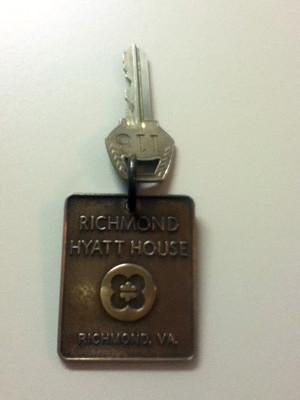 RICHMOND
HYATT HOUSE
RICHMOND, VA.